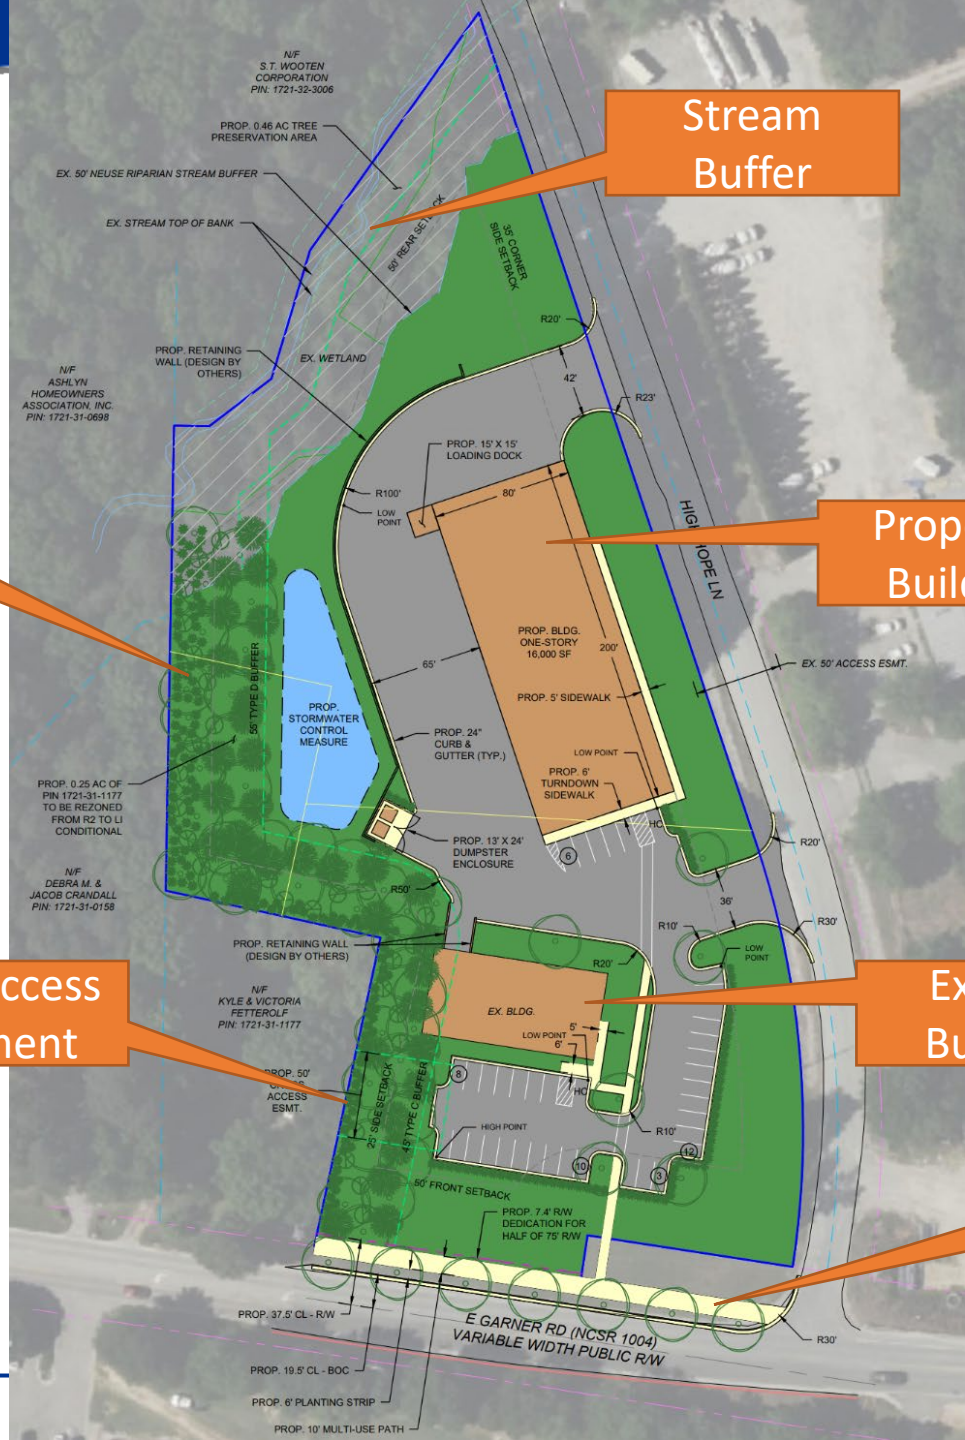 N/F
S.T. WOOTEN
CORPORATION
PIN: 1721-32-3006
PROP. 0.46 AC TREE
PRESERVATION AREA
Stream
Buffer
EX. 50' NEUSE RIPARIAN STREAM BUFFER
EX. STREAM TOP OF BANK
50' REAR SETBACK
35' CORNER
SIDE SETBACK
R20'
PROP. RETAINING
WALL (DESIGN BY
OTHERS)
EX. WETLAND
N/F
ASHLYN
HOMEOWNERS
ASSOCIATION, INC.
PIN: 1721-31-0698
42'
R23'
PROP. 15' X 15'
LOADING DOCK
R100'
LOW
POINT
80'
HIGH HOPE LN
Prop
PROP. BLDG.
ONE-STORY
16,000 SF
200'
65'
EX. 50' ACCESS ESMT.
55' TYPE D BUFFER
PROP. 5' SIDEWALK
PROP.
STORMWATER
CONTROL
MEASURE
PROP. 24"
CURB &
GUTTER (TYP.)
LOW POINT
PROP. 6'
TURNDOWN
SIDEWALK
PROP. 0.25 AC OF
PIN 1721-31-1177
TO BE REZONED
FROM R2 TO LI
CONDITIONAL
HC
R20'
PROP. 13' X 24'
DUMPSTER
ENCLOSURE
6
N/F
DEBRA M. &
JACOB CRANDALL
PIN: 1721-31-0158
R50'
36'
R10'
R30'
PROP. RETAINING WALL
(DESIGN BY OTHERS)
LOW
POINT
R20'
ccess
ment
N/F
KYLE & VICTORIA
FETTEROLF
PIN: 1721-31-1177
EX. BLDG.
Ex
Bu
5'
LOW POINT
6'
PROP. 50'
ACCESS
ESMT.
25' SIDE SETBACK
45' TYPE C BUFFER
8
HC
HIGH POINT
R10'
12
10
3
50' FRONT SETBACK
PROP. 7.4' R/W
DEDICATION FOR
HALF OF 75' R/W
PROP. 37.5' CL - R/W
E GARNER RD (NCSR 1004)
VARIABLE WIDTH PUBLIC R/W
R30'
PROP. 19.5' CL - BOC
PROP. 6' PLANTING STRIP
PROP. 10' MULTI-USE PATH